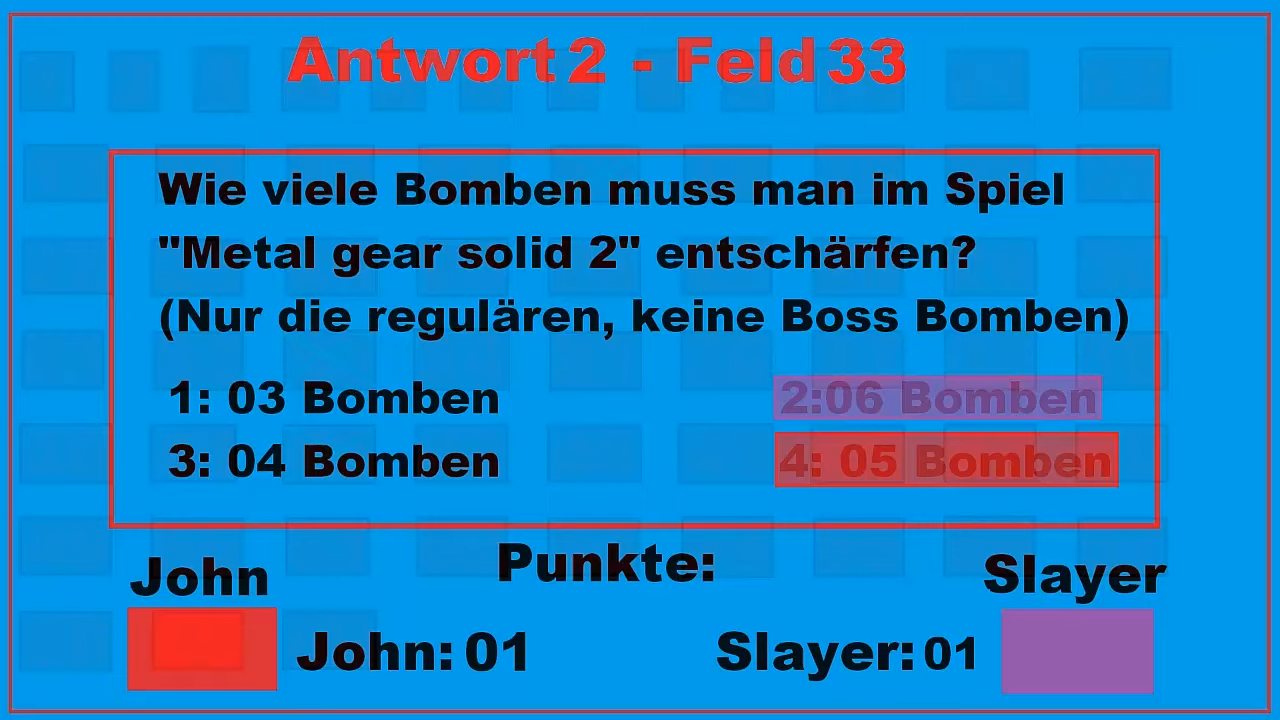 Antwort 2 - Feld 33
Wie viele Bomben muss man im Spiel
"Metal gear solid 2" entschärfen?
(Nur die regulären, keine Boss Bomben)
1: 03 Bomben 2:06 Bomben
3: 04 Bomben 4: 05 Bomben
John Punkte: Slayer
John: 01 Slayer: 01